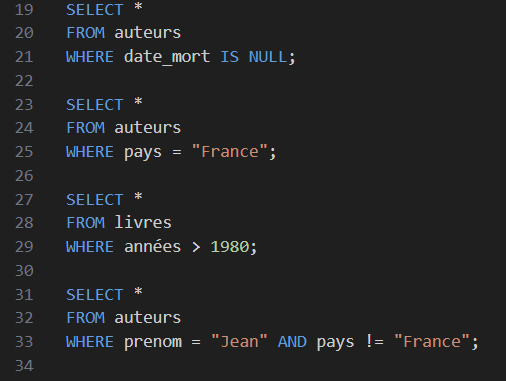 19 SELECT *
20 FROM auteurs
21 WHERE date_mort IS NULL;
22
23 SELECT *
24 FROM auteurs
25 WHERE pays = "France";
26
27 SELECT *
28 FROM livres
29 WHERE années > 1980;
30
31 SELECT *
32 FROM auteurs
33 WHERE prenom = "Jean" AND pays != "France";
34